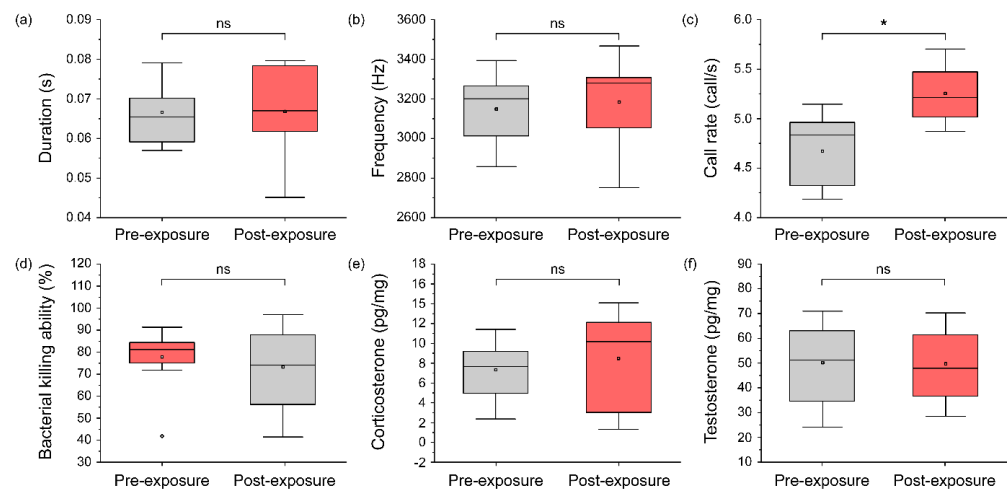 (a)
ns
Duration (s)
0.09
0.08
0.07
0.06
0.05
0.04
Pre-exposure Post-exposure
(b)
ns
Frequency (Hz)
3600
3400
3200
3000
2800
2600
Pre-exposure Post-exposure
(c)
*
Call rate (call/s)
6.0
5.5
5.0
4.5
4.0
Pre-exposure Post-exposure
(d)
ns
Bacterial killing ability (%)
120
110
100
90
80
70
60
50
40
30
Pre-exposure Post-exposure
(e)
ns
Corticosterone (pg/mg)
18
16
14
12
10
8
6
4
2
0
-2
Pre-exposure Post-exposure
(f)
ns
Testosterone (pg/mg)
90
80
70
60
50
40
30
20
10
Pre-exposure Post-exposure